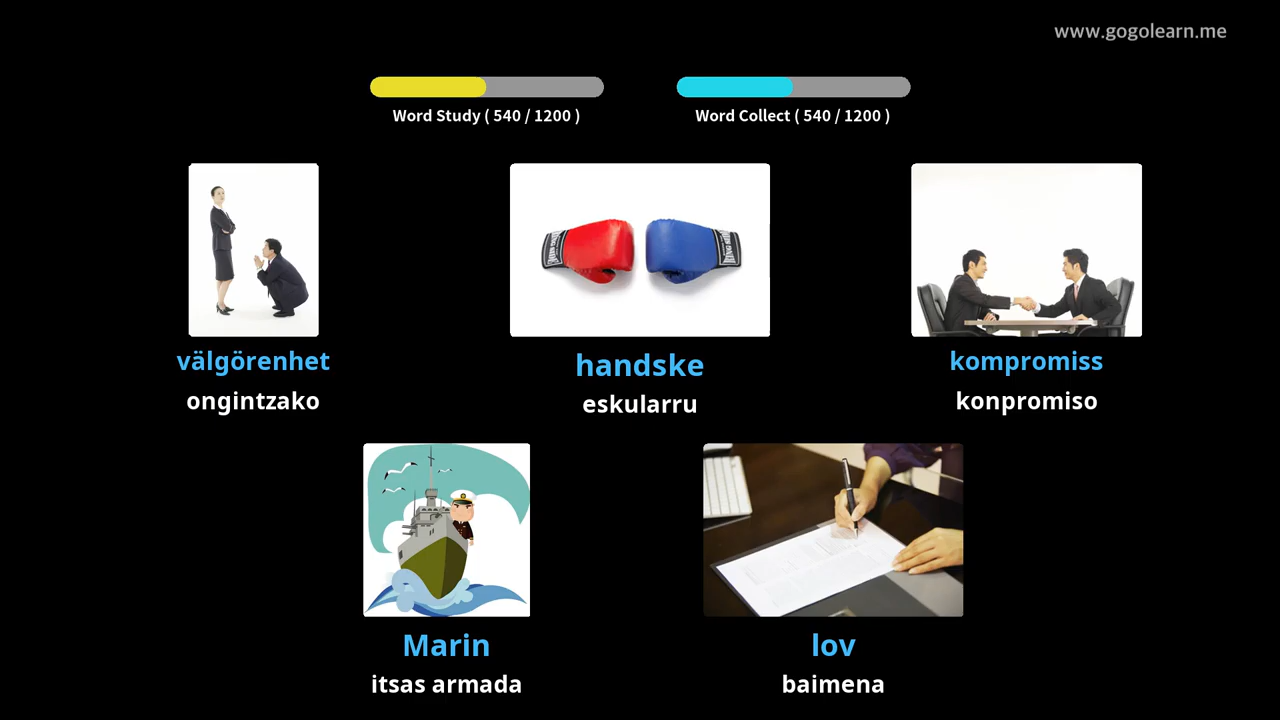 www.gogolearn.me
Word Study ( 540 / 1200 )
Word Collect ( 540 / 1200 )
välgörenhet
ongintzako
handske
eskularru
kompromiss
konpromiso
Marin
itsas armada
lov
baimena